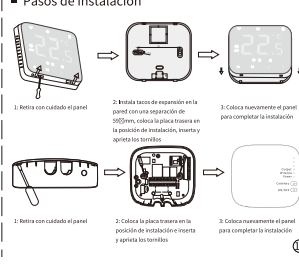 Pasos de instalación
1: Retira con cuidado el panel
2: Instala tacos de expansión en la
pared con una separación de
mm, coloca la placa trasera en
la posición de instalación, inserta y
aprieta los tornillos
3: Coloca nuevamente el panel
para completar la instalación
1: Retira con cuidado el panel
2: Coloca la placa trasera en la
posición de instalación e inserta
y aprieta los tornillos
3: Coloca nuevamente el panel
para completar la instalación